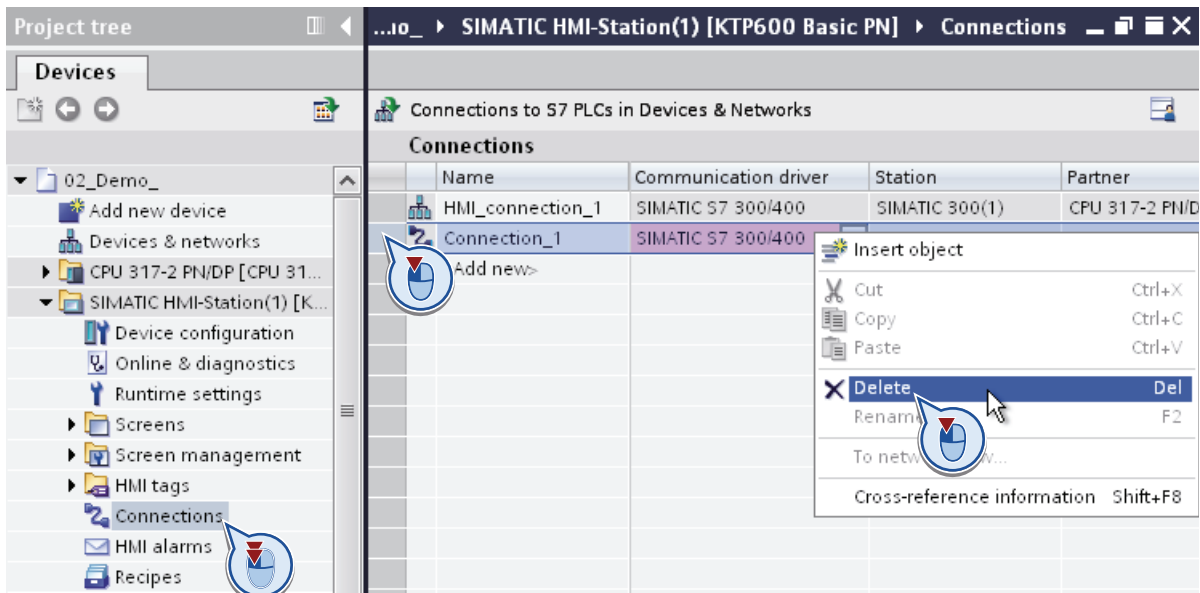 Project tree
Devices
02_Demo_
Add new device
Devices & networks
CPU 317-2 PN/DP [CPU 31...
SIMATIC HMI-Station(1) [K...
Device configuration
Online & diagnostics
Runtime settings
Screens
Screen management
HMI tags
Connections
HMI alarms
Recipes
...o_ SIMATIC HMI-Station(1) [KTP600 Basic PN] Connections
Connections to S7 PLCs in Devices & Networks
Connections
Name Communication driver Station Partner
HMI_connection_1 SIMATIC S7 300/400 SIMATIC 300(1) CPU 317-2 PN/D
Connection_1 SIMATIC S7 300/400
Add new>
Insert object
Cut Ctrl+X
Copy Ctrl+C
Paste Ctrl+V
Delete Del
F2
To
Cross-reference information Shift+F8